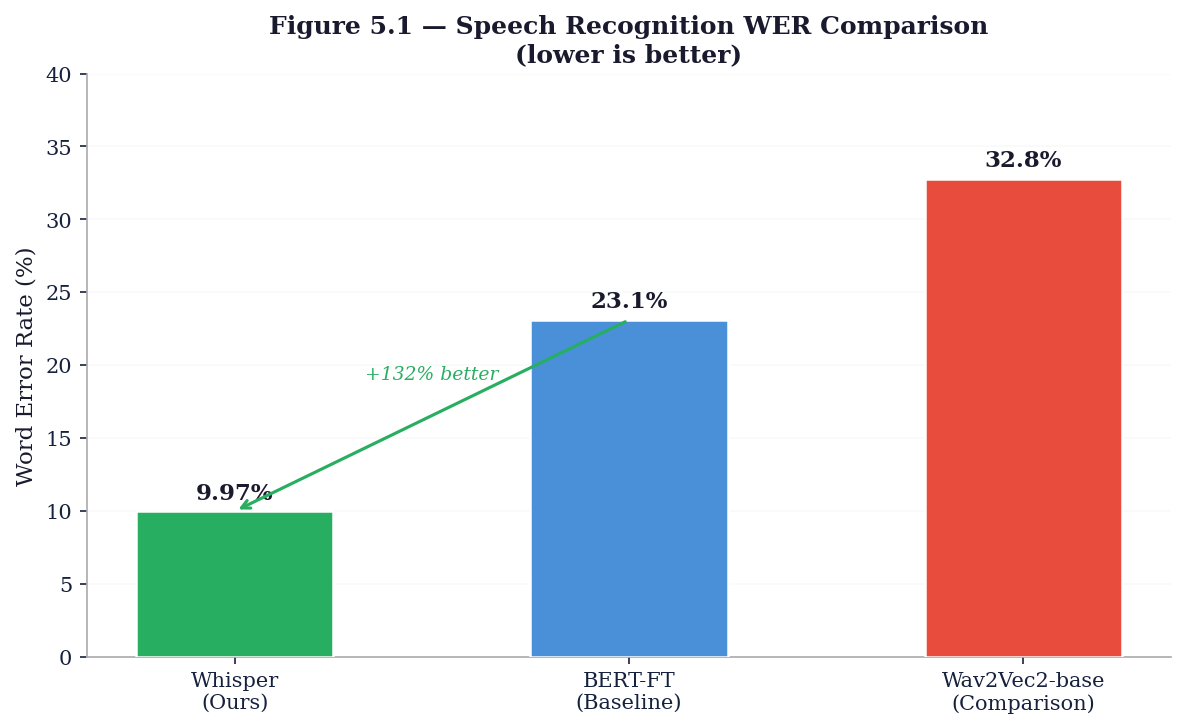 Figure 5.1 — Speech Recognition WER Comparison
(lower is better)
Word Error Rate (%)
40
35
30
25
20
15
10
5
0
9.97%
+132% better
23.1%
32.8%
Whisper
(Ours)
BERT-FT
(Baseline)
Wav2Vec2-base
(Comparison)